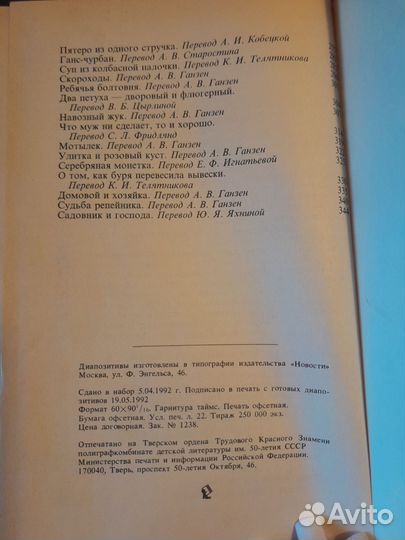 Пятеро из одного стручка. Перевод А. И. Кобецкой
Ганс-чурбан. Перевод А. В. Старостина
Суп из колбасной палочки. Перевод К. И. Телятникова
Скороходы. Перевод А. В. Ганзен
Ребячья болтовня. Перевод А. В. Ганзен
Два петуха — дворовый и флюгерный.
Перевод В. Б. Цырлиной
Навозный жук. Перевод А. В. Ганзен
Что муж ни сделает, то и хорошо.
Перевод С. Л. Фридлянд
Мотылек. Перевод А. В. Ганзен
Улитка и розовый куст. Перевод А. В. Ганзен
Серебряная монетка. Перевод Е. Ф. Игнатьевой
О том, как буря перевесила вывески.
Перевод К. И. Телятникова
Домовой и хозяйка. Перевод А. В. Ганзен
Судьба репейника. Перевод А. В. Ганзен
Садовник и господа. Перевод Ю. Я. Яхниной 344
Диапозитивы изготовлены в типографии издательства «Новости»
Москва, ул. Ф. Энгельса, 46.
Сдано в набор 5.04.1992 г. Подписано в печать с готовых диапо-
зитивов 19.05.1992
Формат 60×90¹/₁₆. Гарнитура таймс. Печать офсетная.
Бумага офсетная. Усл. печ. л. 22. Тираж 250 000 экз.
Цена договорная. Зак. № 1238.
Отпечатано на Тверском ордена Трудового Красного Знамени
полиграфкомбинате детской литературы им. 50-летия СССР
Министерства печати и информации Российской Федерации.
170040, Тверь, проспект 50-летия Октября, 46.
Avito